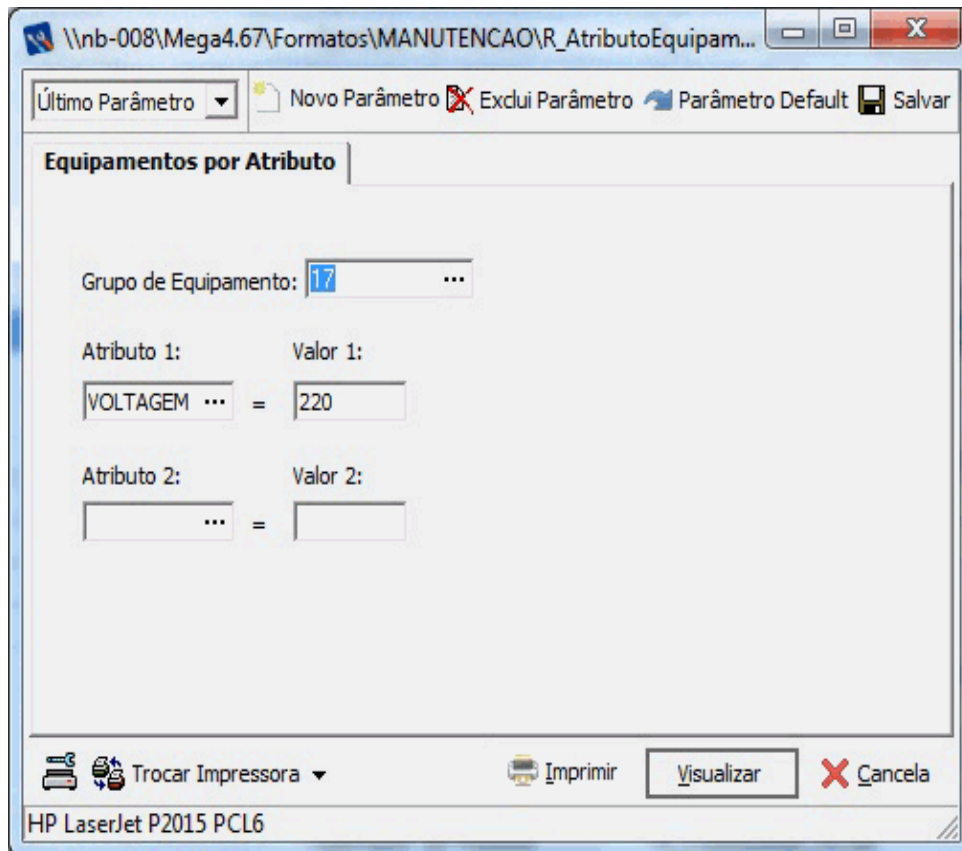 \\nb-008\Mega4.67\Formatos\MANUTENCAO\R_AtributoEquipam...
Último Parâmetro Novo Parâmetro Exclui Parâmetro Parâmetro Default Salvar
Equipamentos por Atributo
Grupo de Equipamento: 17 ...
Atributo 1: Valor 1:
VOLTAGEM ... = 220
Atributo 2: Valor 2:
... =
Trocar Impressora Imprimir Visualizar Cancela
HP LaserJet P2015 PCL6